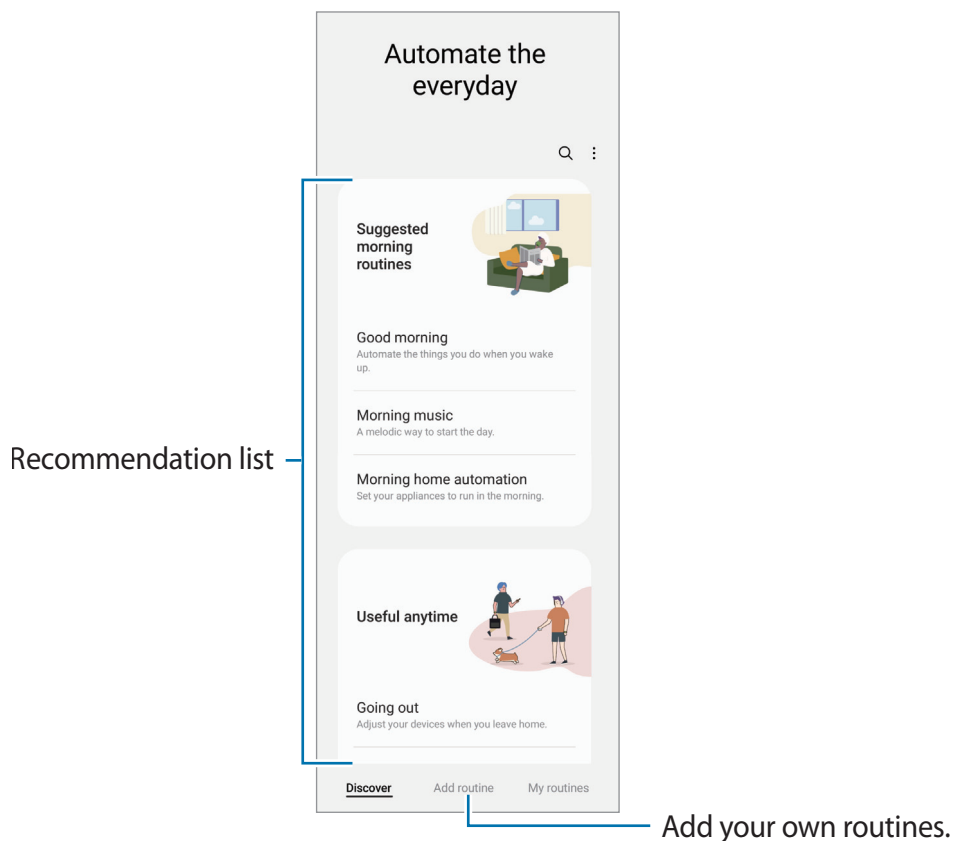 Automate the
everyday
Suggested
morning
routines
Good morning
Automate the things you do when you wake
up.
Morning music
A melodic way to start the day.
Recommendation list
Morning home automation
Set your appliances to run in the morning.
Useful anytime
Going out
Adjust your devices when you leave home.
Discover Add routine My routines
Add your own routines.